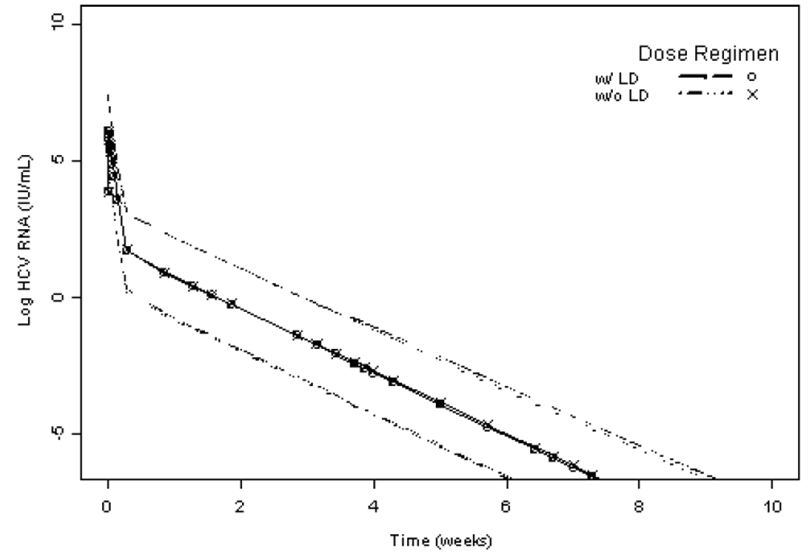 10
5
0
-5
Log HCV RNA (IU/mL)
Dose Regimen
w/ LD
w/o LD
0 2 4 6 8 10
Time (weeks)